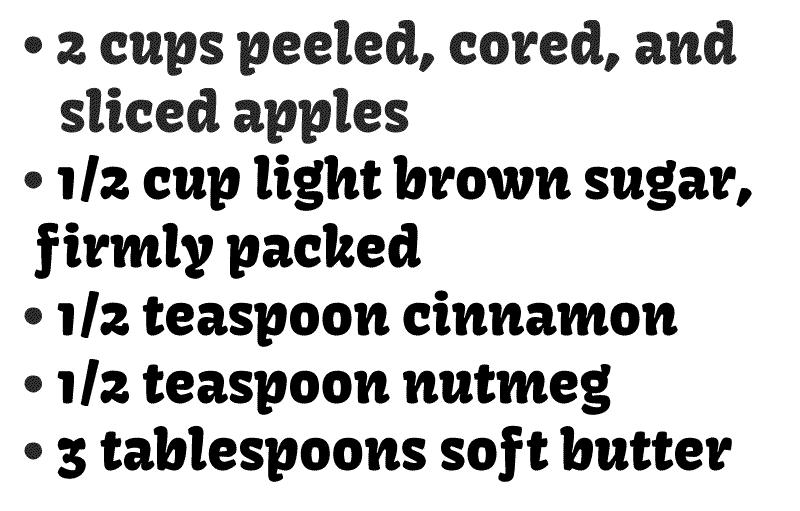 • 2 cups peeled, cored, and
sliced apples
• 1/2 cup light brown sugar,
firmly packed
• 1/2 teaspoon cinnamon
• 1/2 teaspoon nutmeg
• 3 tablespoons soft butter